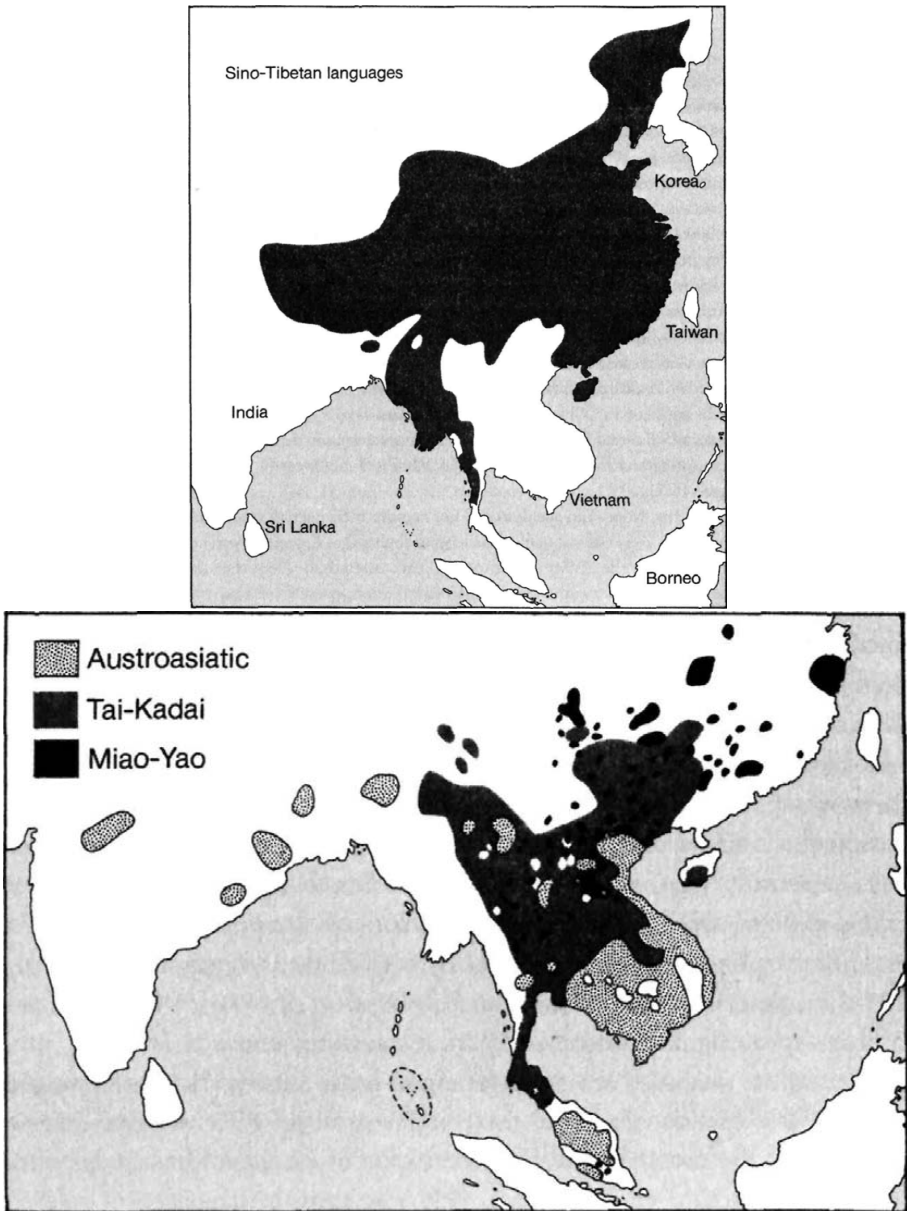 Sino-Tibetan languages
Korea
Taiwan
India
Vietnam
Sri Lanka
Borneo
Austroasiatic
Tai-Kadai
Miao-Yao